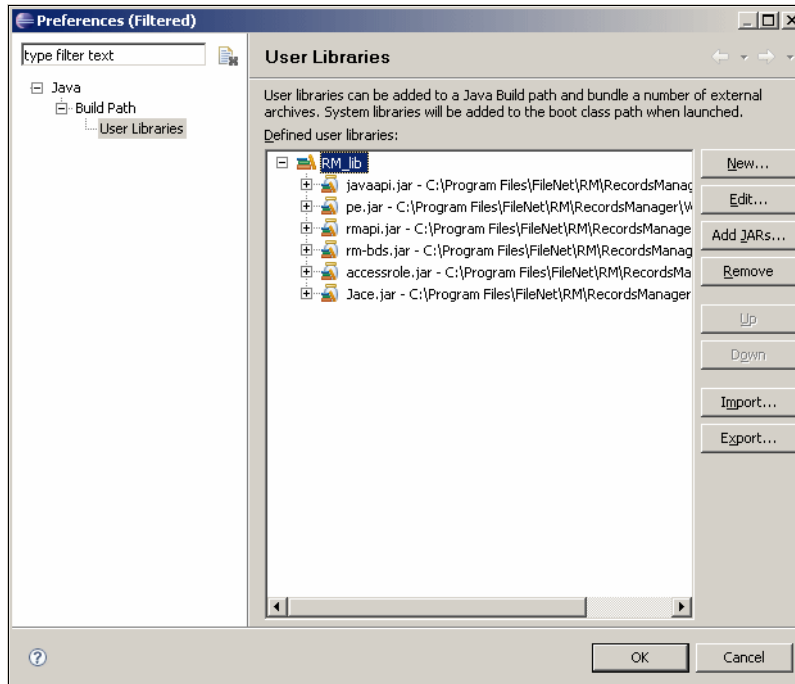 Preferences (Filtered)
type filter text
Java
Build Path
User Libraries
User Libraries
User libraries can be added to a Java Build path and bundle a number of external
archives. System libraries will be added to the boot class path when launched.
Defined user libraries:
RM_lib
javaapi.jar - C:\Program Files\FileNet\RM\RecordsManag
pe.jar - C:\Program Files\FileNet\RM\RecordsManager\W
rmapi.jar - C:\Program Files\FileNet\RM\RecordsManage
rm-bds.jar - C:\Program Files\FileNet\RM\RecordsManag
accessrole.jar - C:\Program Files\FileNet\RM\RecordsMa
Jace.jar - C:\Program Files\FileNet\RM\RecordsManager
New...
Edit...
Add JARs...
Remove
Up
Down
Import...
Export...
OK
Cancel